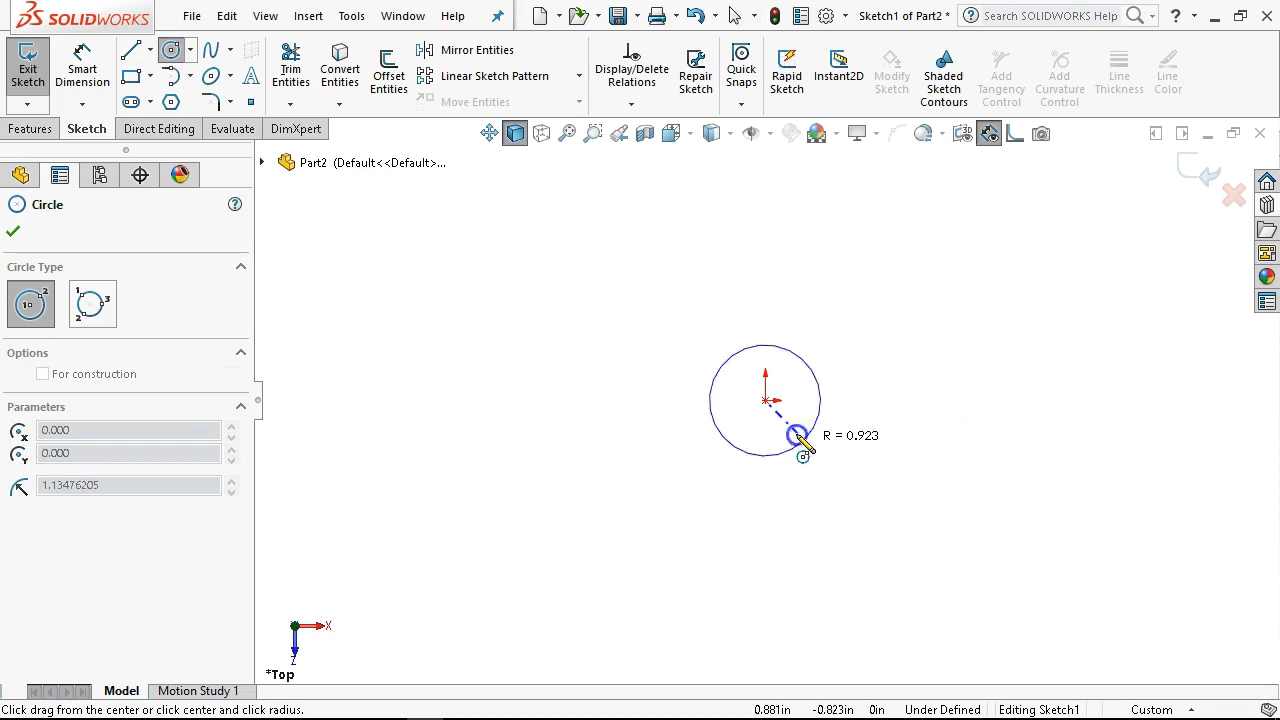 SOLIDWORKS File Edit View Insert Tools Window Help Sketch1 of Part2 * Search SOLIDWORKS Help ?
Exit Sketch
Smart Dimension
Trim Entities
Convert Entities
Offset Entities
Mirror Entities
Linear Sketch Pattern
Move Entities
Display/Delete Relations
Repair Sketch
Quick Snaps
Rapid Sketch
Instant2D
Modify Sketch
Shaded Sketch Contours
Add Tangency Control
Add Curvature Control
Line Thickness
Line Color
Features Sketch Direct Editing Evaluate DimXpert
Part2 (Default<<Default>...
Circle ?
Circle Type
1 2
1 2 3
Options
For construction
Parameters
X 0.000
Y 0.000
1.13476205
R = 0.923
X
Z
*Top
Model Motion Study 1
Click drag from the center or click center and click radius. 0.881in -0.823in 0in Under Defined Editing Sketch1 Custom